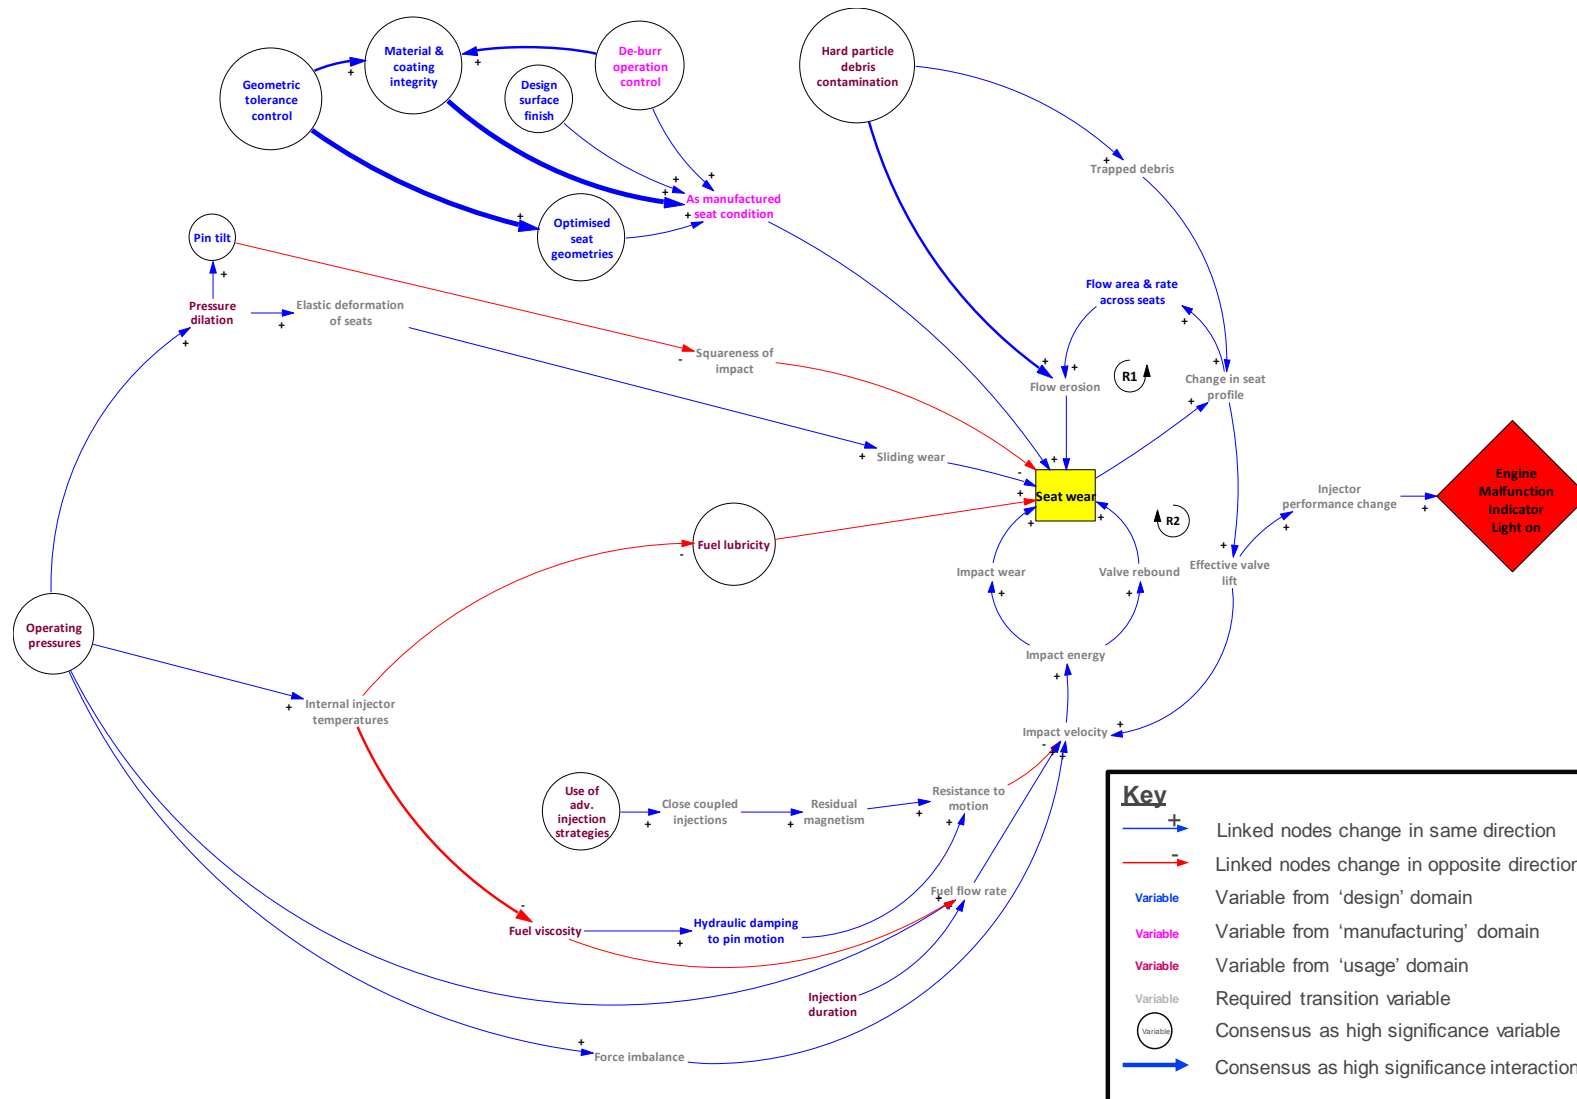 Geometric
tolerance
control
Material &
coating
integrity
De-burr
operation
control
Design
surface
finish
Hard particle
debris
contamination
Trapped debris
As manufactured
seat condition
Optimised
seat
geometries
Pin tilt
Pressure
dilation
Elastic deformation
of seats
Flow area & rate
across seats
Squareness of
impact
Flow erosion
R1
Change in seat
profile
Sliding wear
Seat wear
Injector
performance change
Engine
Malfunction
Indicator
Light on
R2
Fuel lubricity
Impact wear
Valve rebound
Effective valve
lift
Operating
pressures
Impact energy
Internal injector
temperatures
Impact velocity
Use of
adv.
injection
strategies
Close coupled
injections
Residual
magnetism
Resistance to
motion
Fuel flow rate
Fuel viscosity
Hydraulic damping
to pin motion
Injection
duration
Force imbalance
Key
+ Linked nodes change in same direction
- Linked nodes change in opposite direction
Variable Variable from ‘design’ domain
Variable Variable from ‘manufacturing’ domain
Variable Variable from ‘usage’ domain
Variable Required transition variable
Variable Consensus as high significance variable
Consensus as high significance interaction